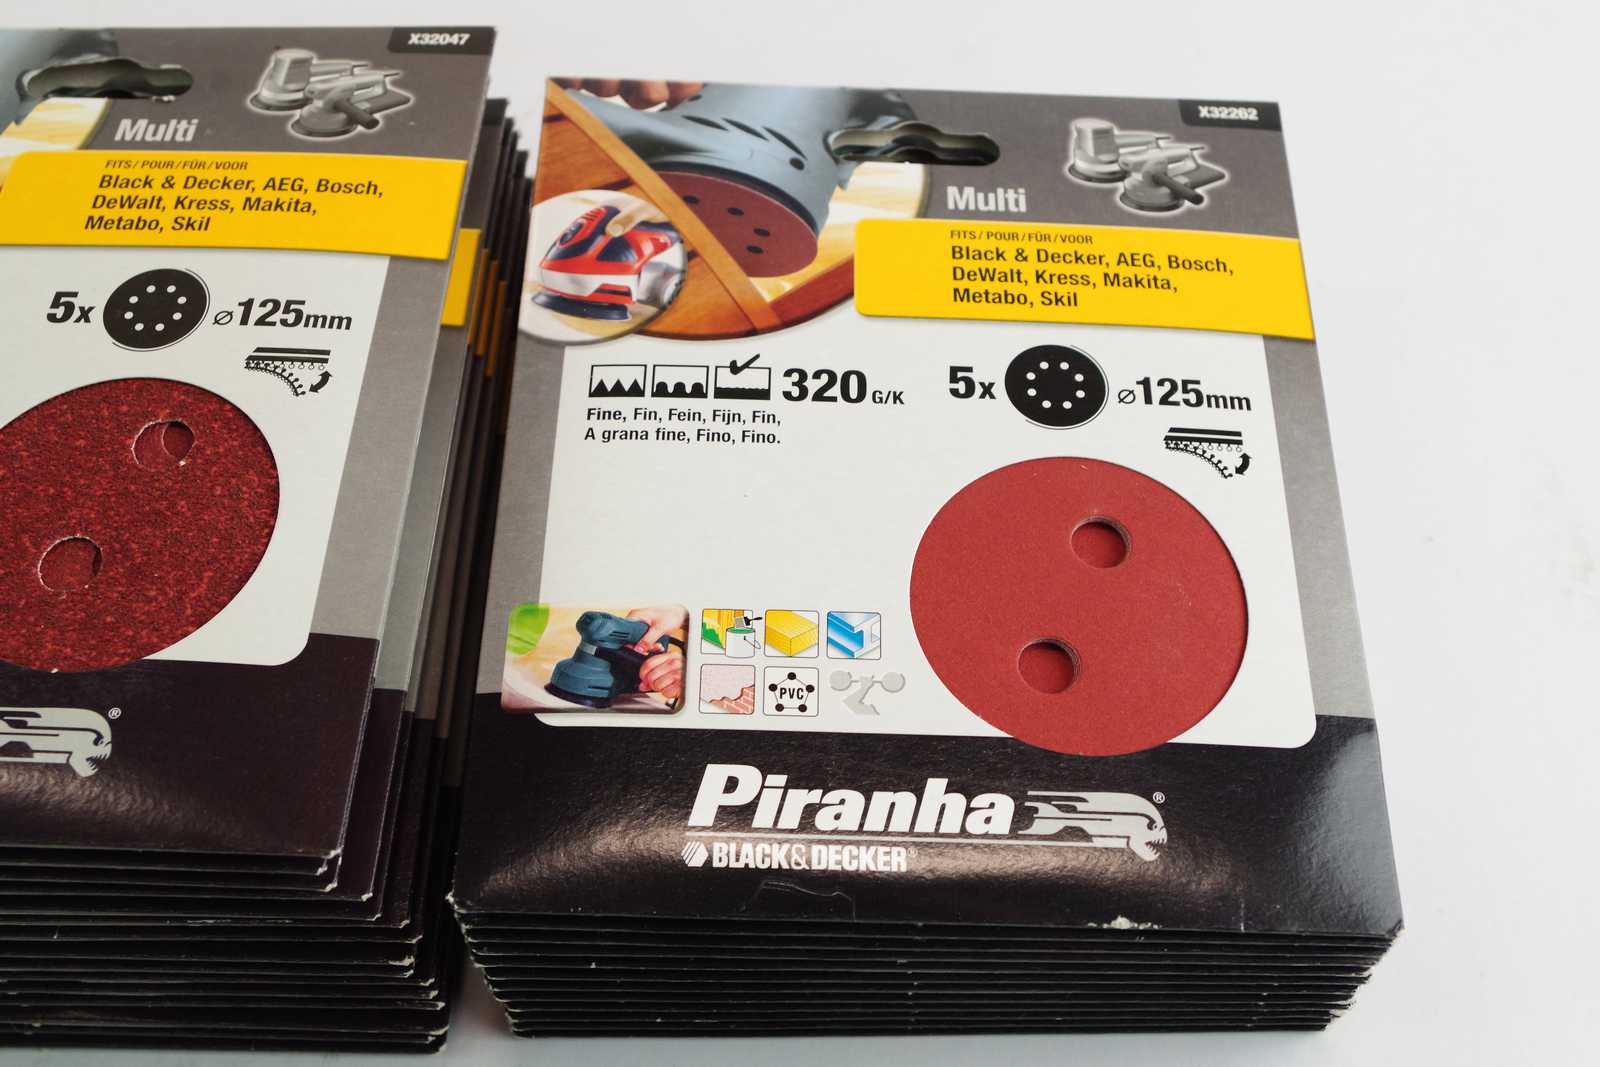 X32047
Multi
FITS/POUR/FÜR/VOOR
Black & Decker, AEG, Bosch,
DeWalt, Kress, Makita,
Metabo, Skil
5x ⌀125mm
®
X32262
Multi
FITS/POUR/FÜR/VOOR
Black & Decker, AEG, Bosch,
DeWalt, Kress, Makita,
Metabo, Skil
320 G/K 5x ⌀125mm
Fine, Fin, Fein, Fijn, Fin,
A grana fine, Fino, Fino.
PVC
Piranha®
BLACK&DECKER®